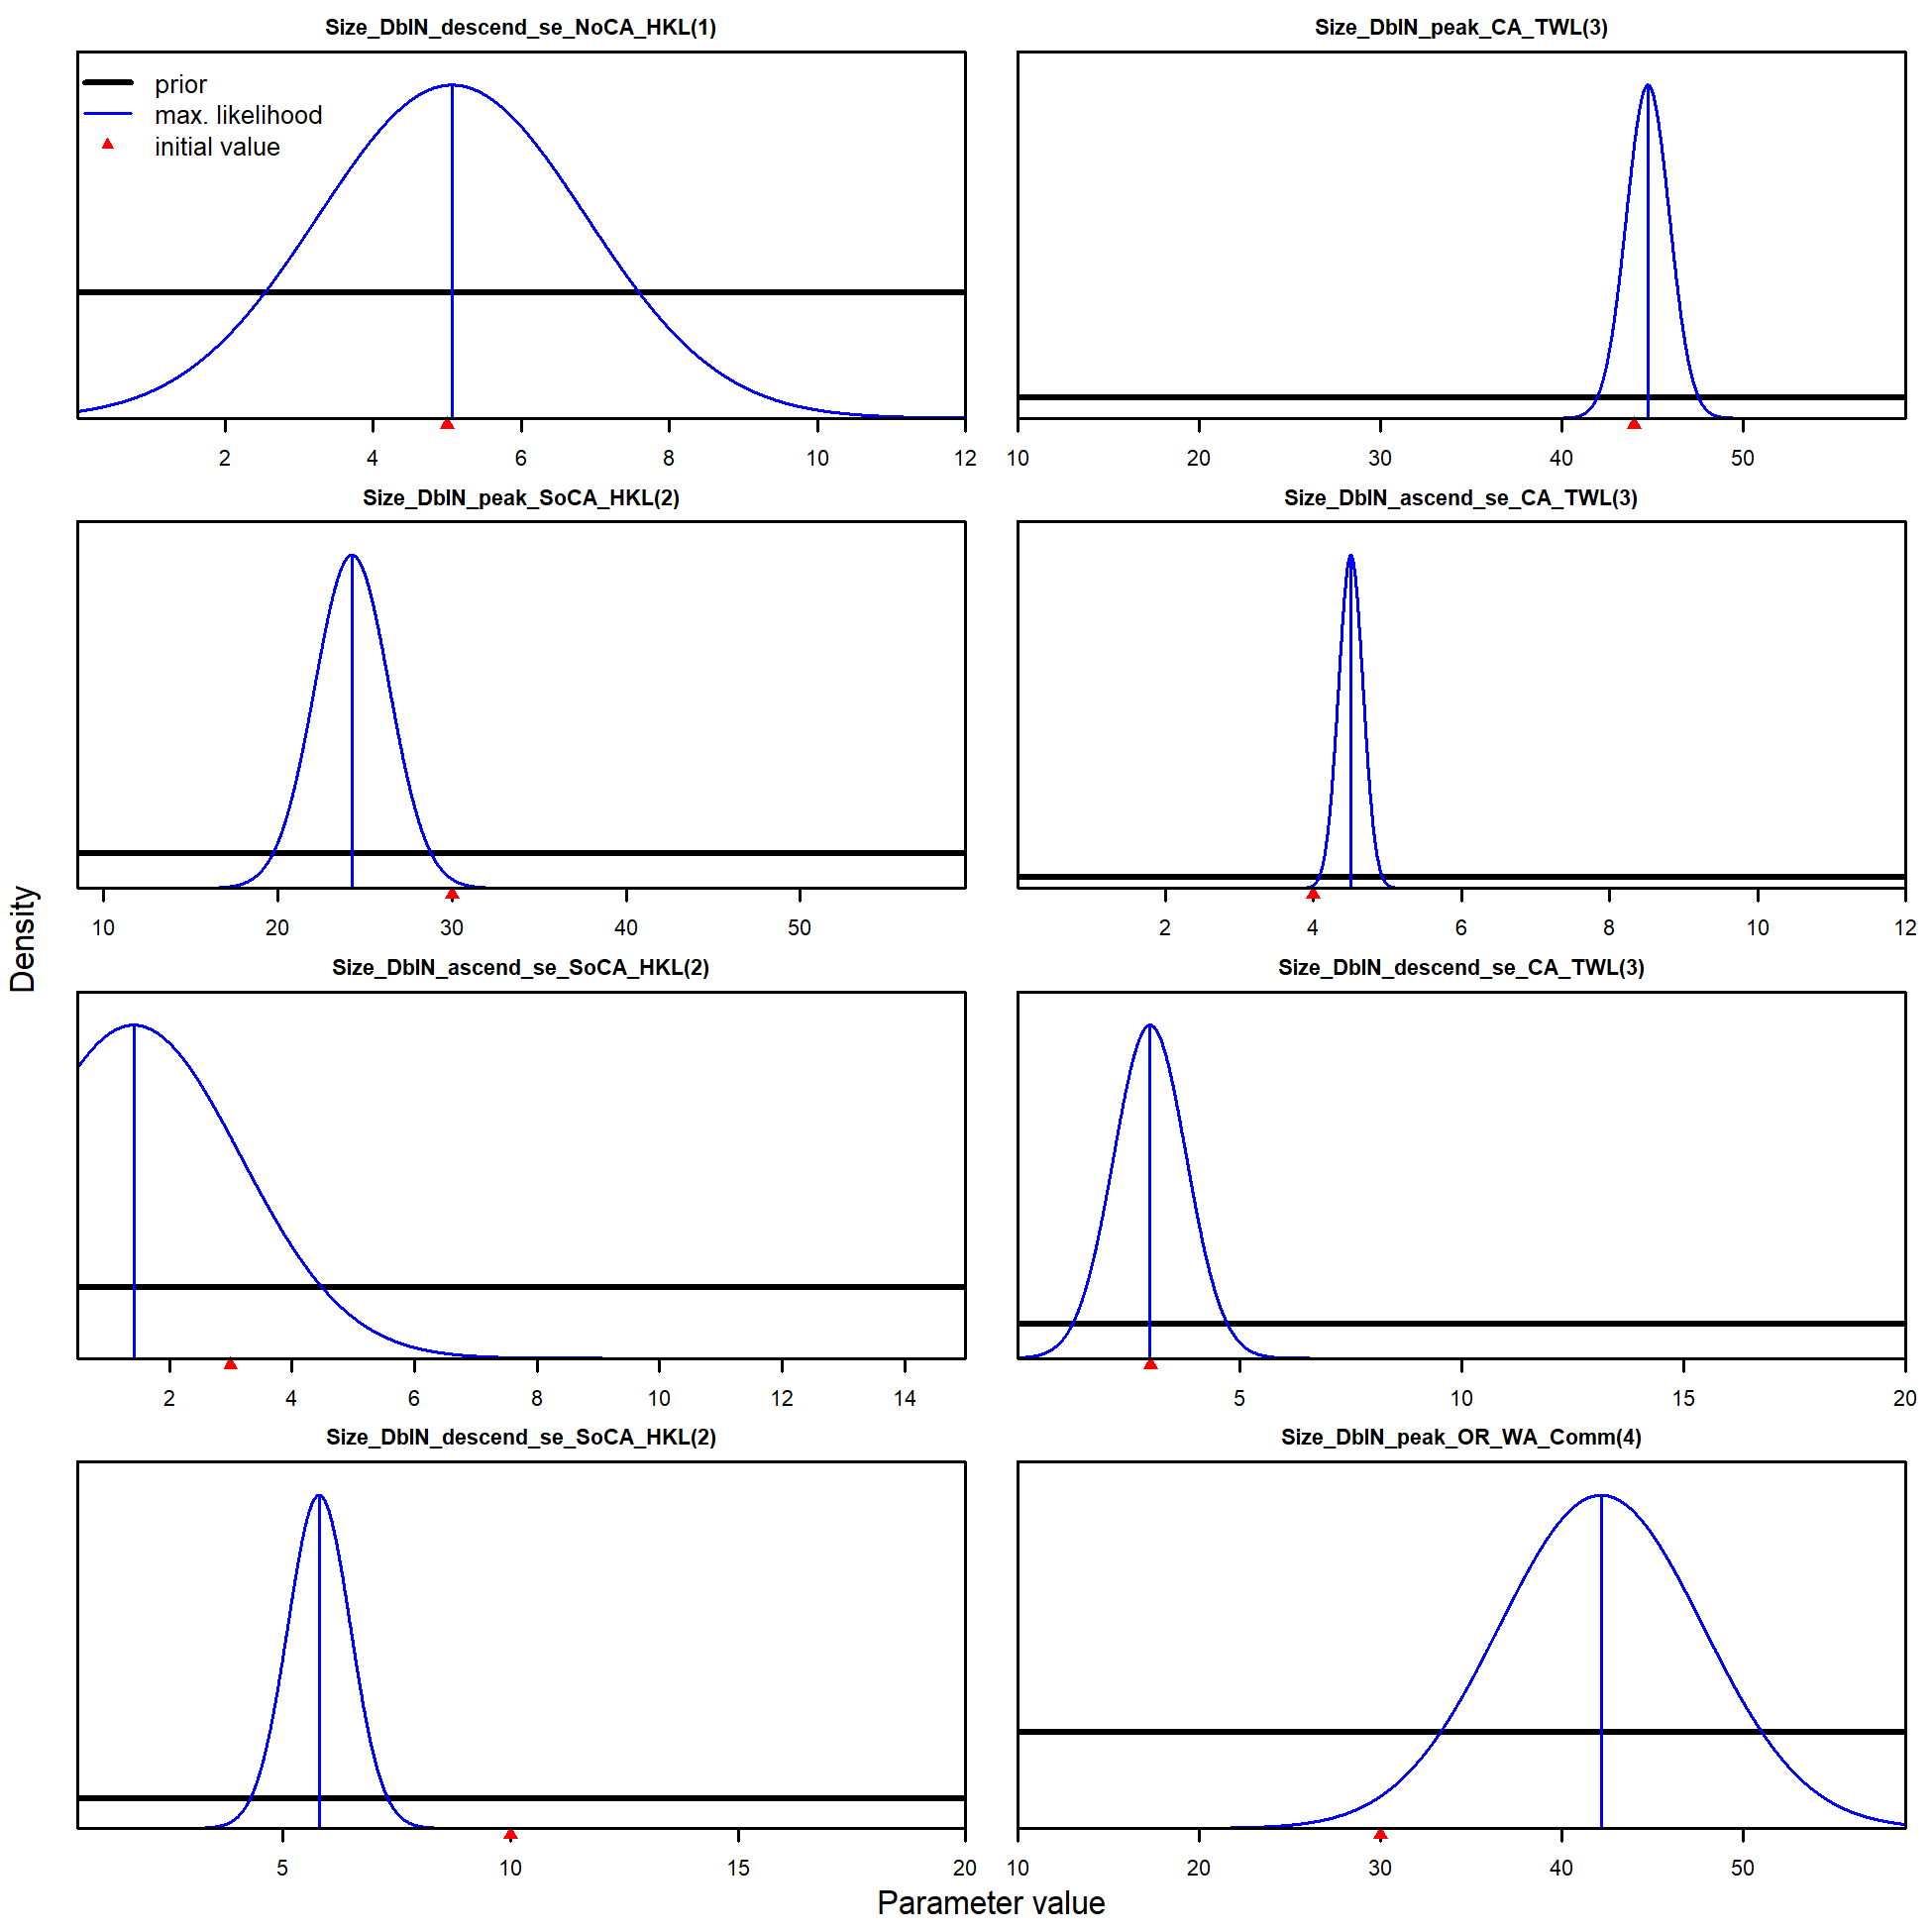 Size_DblN_descend_se_NoCA_HKL(1)
prior
max. likelihood
initial value
2 4 6 8 10 12
Size_DblN_peak_CA_TWL(3)
10 20 30 40 50
Size_DblN_peak_SoCA_HKL(2)
10 20 30 40 50
Size_DblN_ascend_se_CA_TWL(3)
2 4 6 8 10 12
Size_DblN_ascend_se_SoCA_HKL(2)
2 4 6 8 10 12 14
Size_DblN_descend_se_CA_TWL(3)
5 10 15 20
Size_DblN_descend_se_SoCA_HKL(2)
5 10 15 20
Size_DblN_peak_OR_WA_Comm(4)
10 20 30 40 50
Density
Parameter value